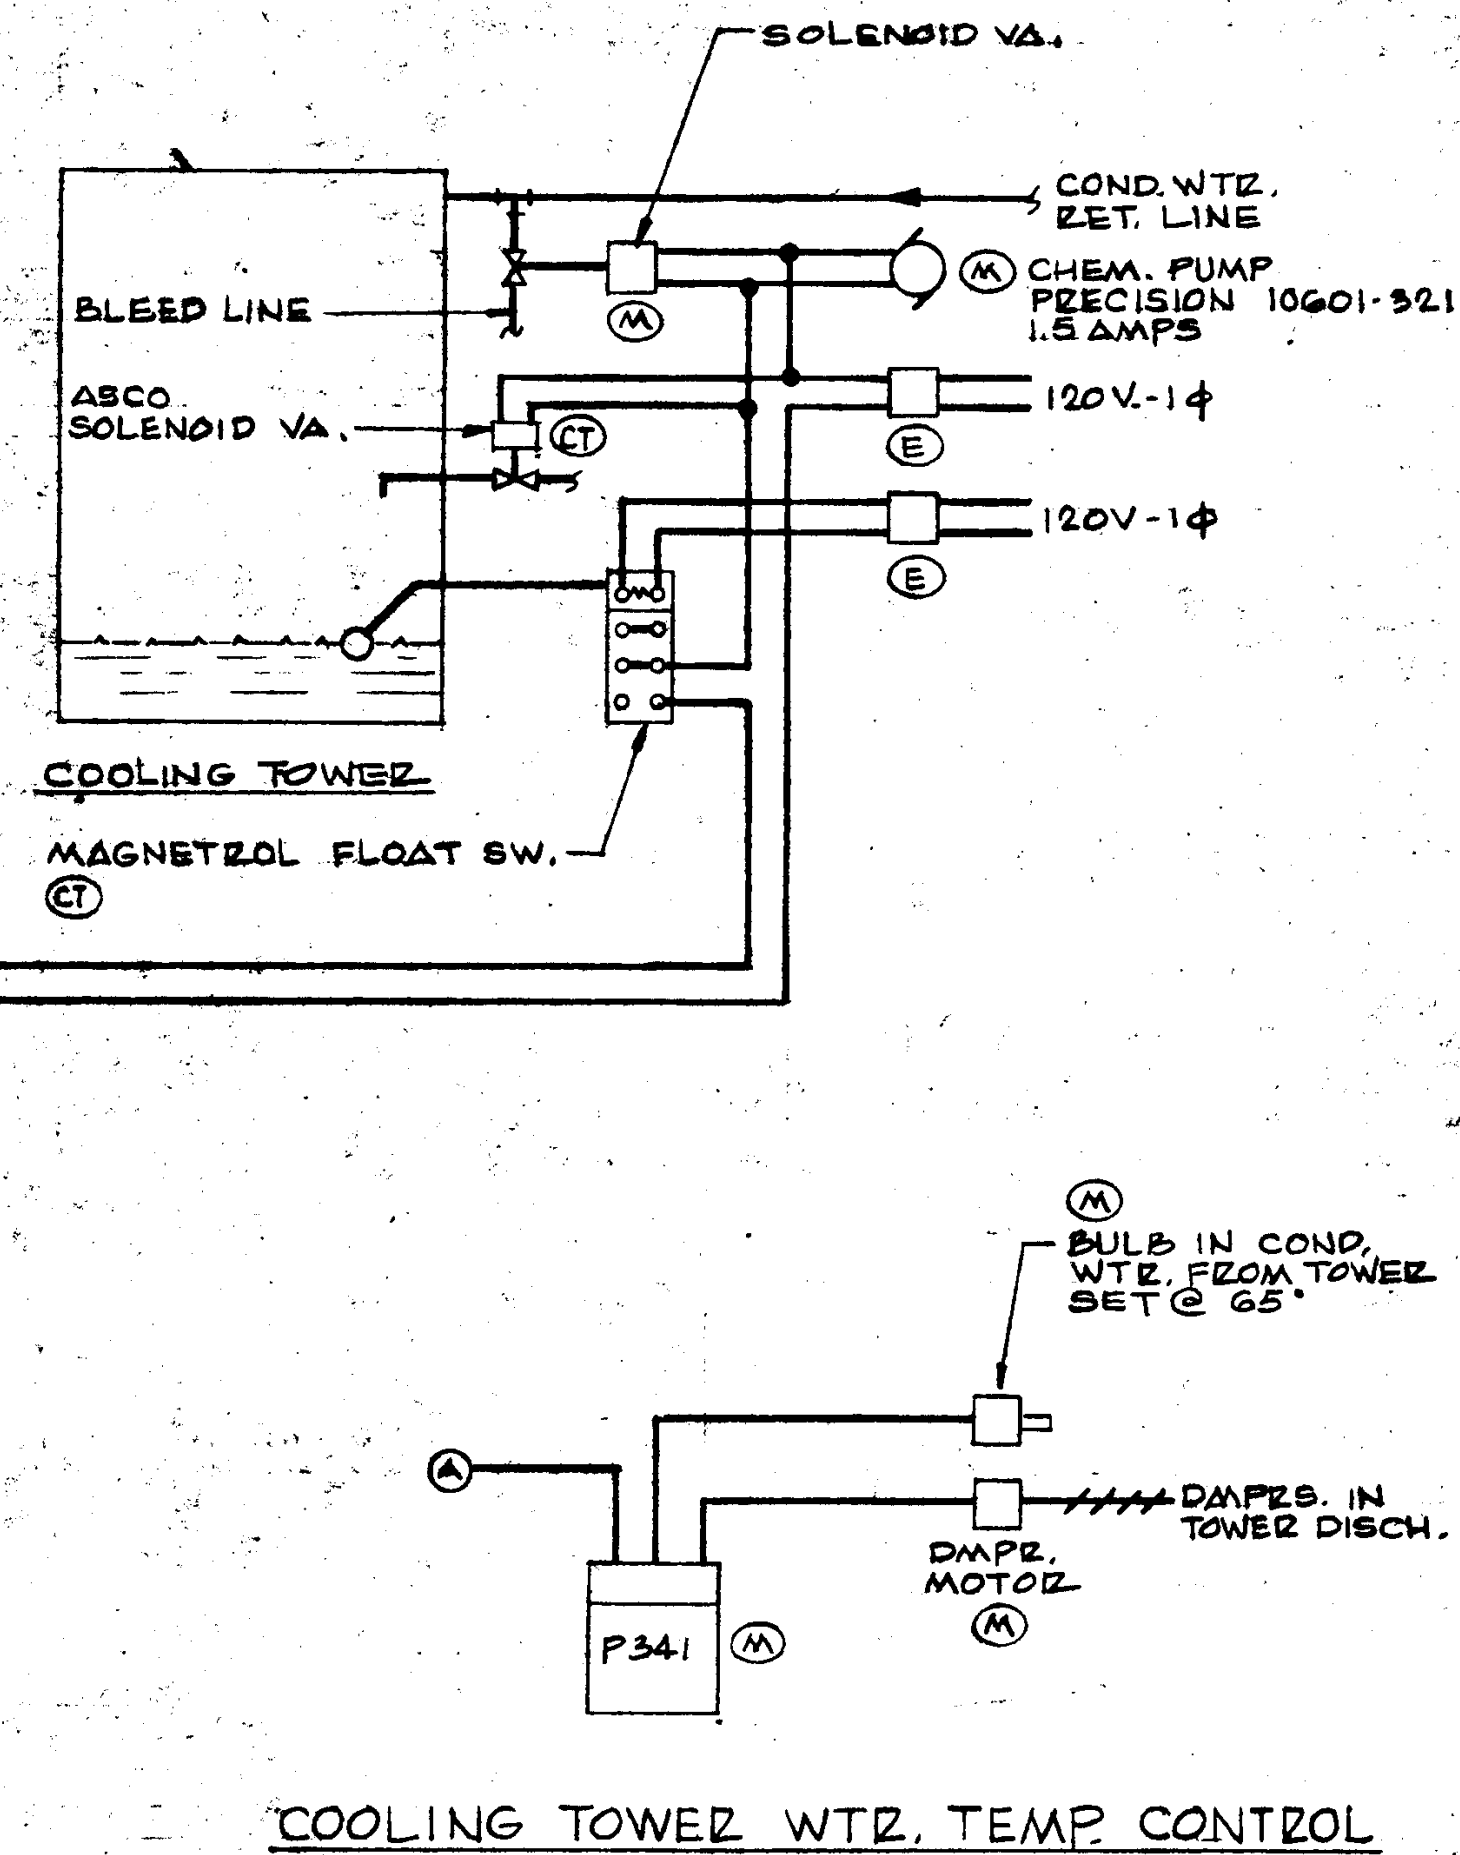 SOLENOID VA.
COND. WTR.
RET. LINE
M CHEM. PUMP
PRECISION 10601-321
1.5 AMPS
BLEED LINE
M
ASCO
SOLENOID VA.
CT
120V.-1ϕ
E
120V-1ϕ
E
COOLING TOWER
MAGNETROL FLOAT SW.
CT
M
BULB IN COND.
WTR. FROM TOWER
SET @ 65°
A
DMPRS. IN
TOWER DISCH.
DMPR.
MOTOR
M
P341
M
COOLING TOWER WTR. TEMP. CONTROL